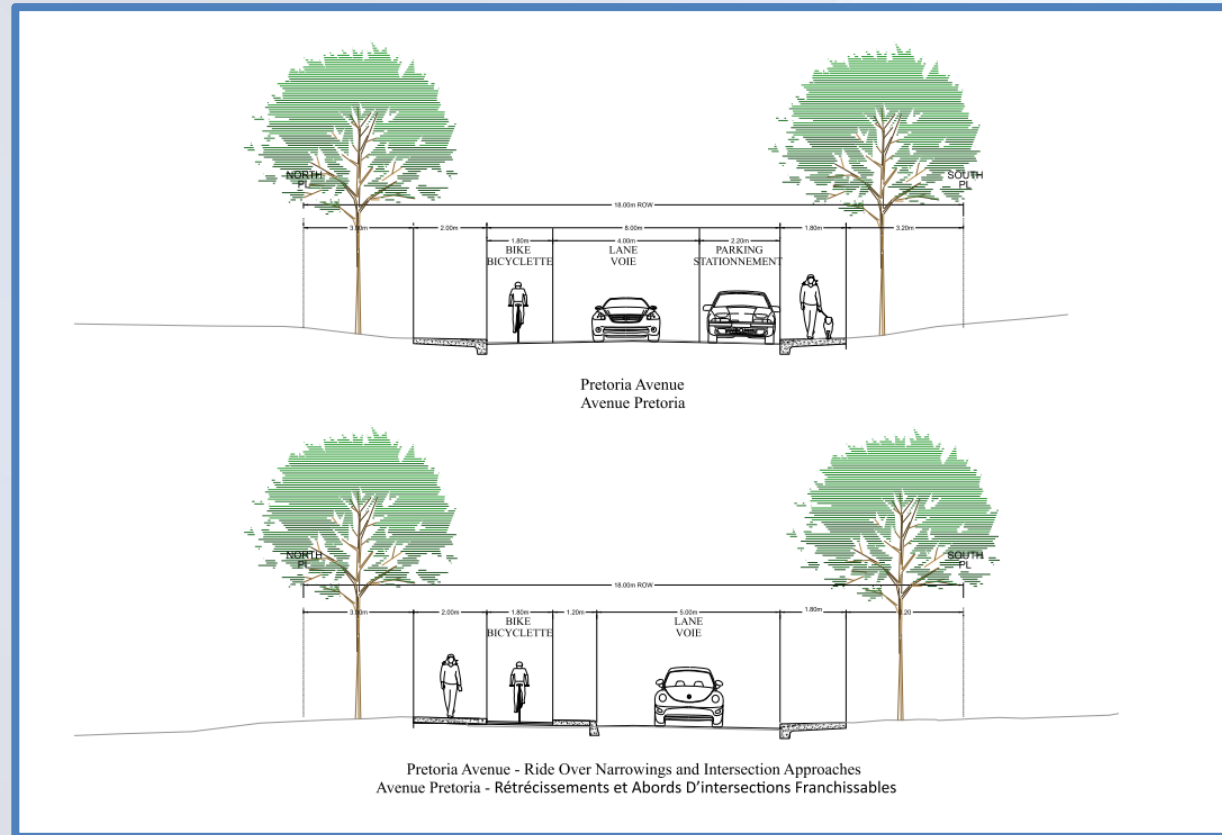 NORTH
PL
SOUTH
PL
18.00m ROW
3.00m 2.00m 8.00m 1.80m 3.20m
1.80m 4.00m 2.20m
BIKE LANE PARKING
BICYCLETTE VOIE STATIONNEMENT
Pretoria Avenue
Avenue Pretoria
NORTH
PL
SOUTH
PL
18.00m ROW
2.00m 1.80m 1.20m 5.00m 1.80m
BIKE LANE
BICYCLETTE VOIE
Pretoria Avenue - Ride Over Narrowings and Intersection Approaches
Avenue Pretoria - Rétrécissements et Abords D'intersections Franchissables